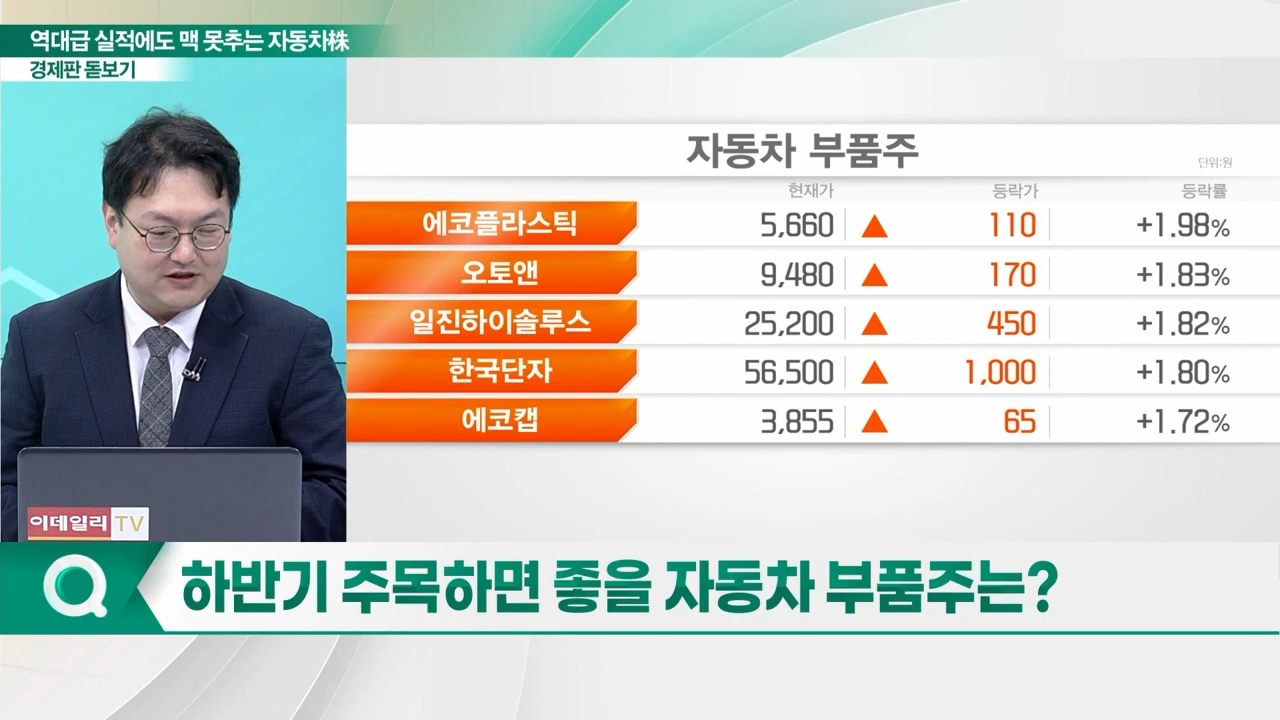 역대급 실적에도 맥 못추는 자동차株
경제판 돋보기
자동차 부품주
단위:원
현재가 등락가 등락률
에코플라스틱 5,660 ▲ 110 +1.98%
오토앤 9,480 ▲ 170 +1.83%
일진하이솔루스 25,200 ▲ 450 +1.82%
한국단자 56,500 ▲ 1,000 +1.80%
에코캡 3,855 ▲ 65 +1.72%
이데일리TV
Q 하반기 주목하면 좋을 자동차 부품주는?